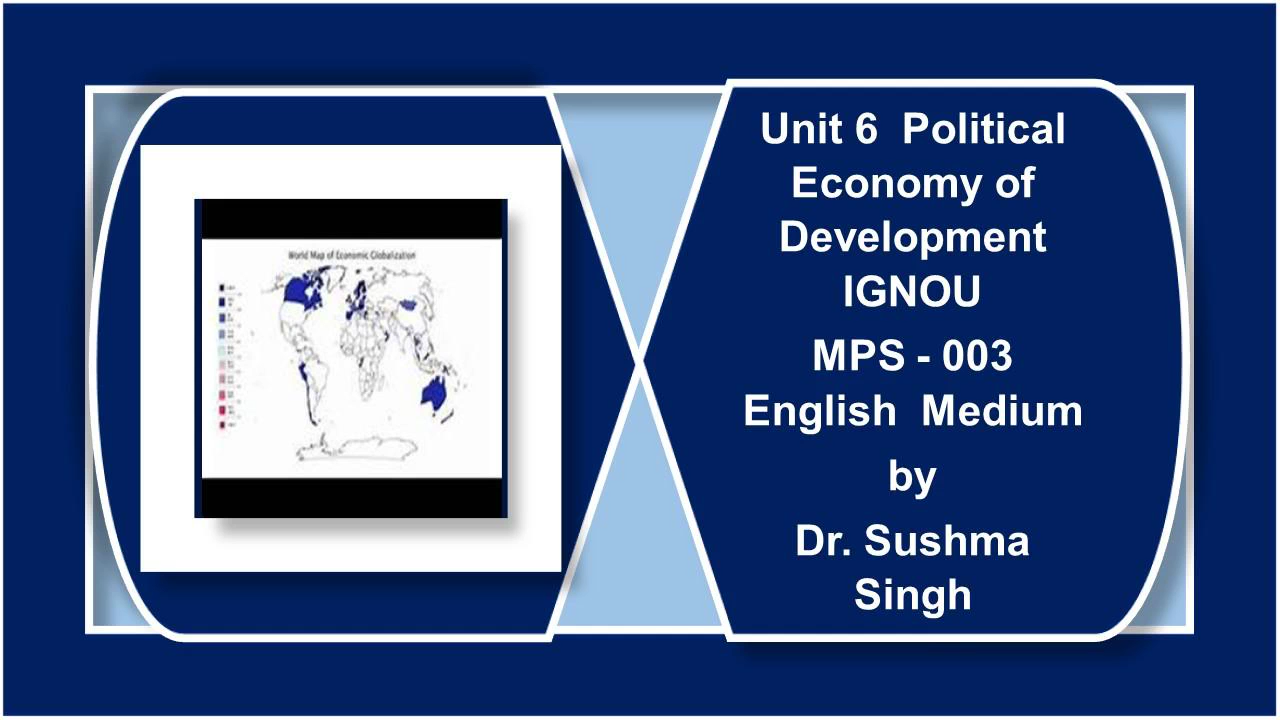 World Map of Economic Globalization
Unit 6  Political
Economy of
Development
IGNOU
MPS - 003
English  Medium
by
Dr. Sushma
Singh